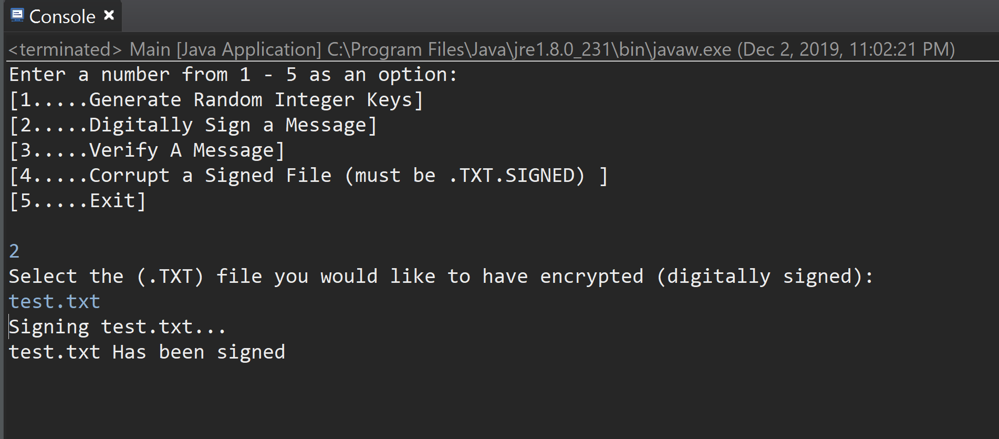 Console
<terminated> Main [Java Application] C:\Program Files\Java\jre1.8.0_231\bin\javaw.exe (Dec 2, 2019, 11:02:21 PM)
Enter a number from 1 - 5 as an option:
[1.....Generate Random Integer Keys]
[2.....Digitally Sign a Message]
[3.....Verify A Message]
[4.....Corrupt a Signed File (must be .TXT.SIGNED) ]
[5.....Exit]
2
Select the (.TXT) file you would like to have encrypted (digitally signed):
test.txt
Signing test.txt...
test.txt Has been signed